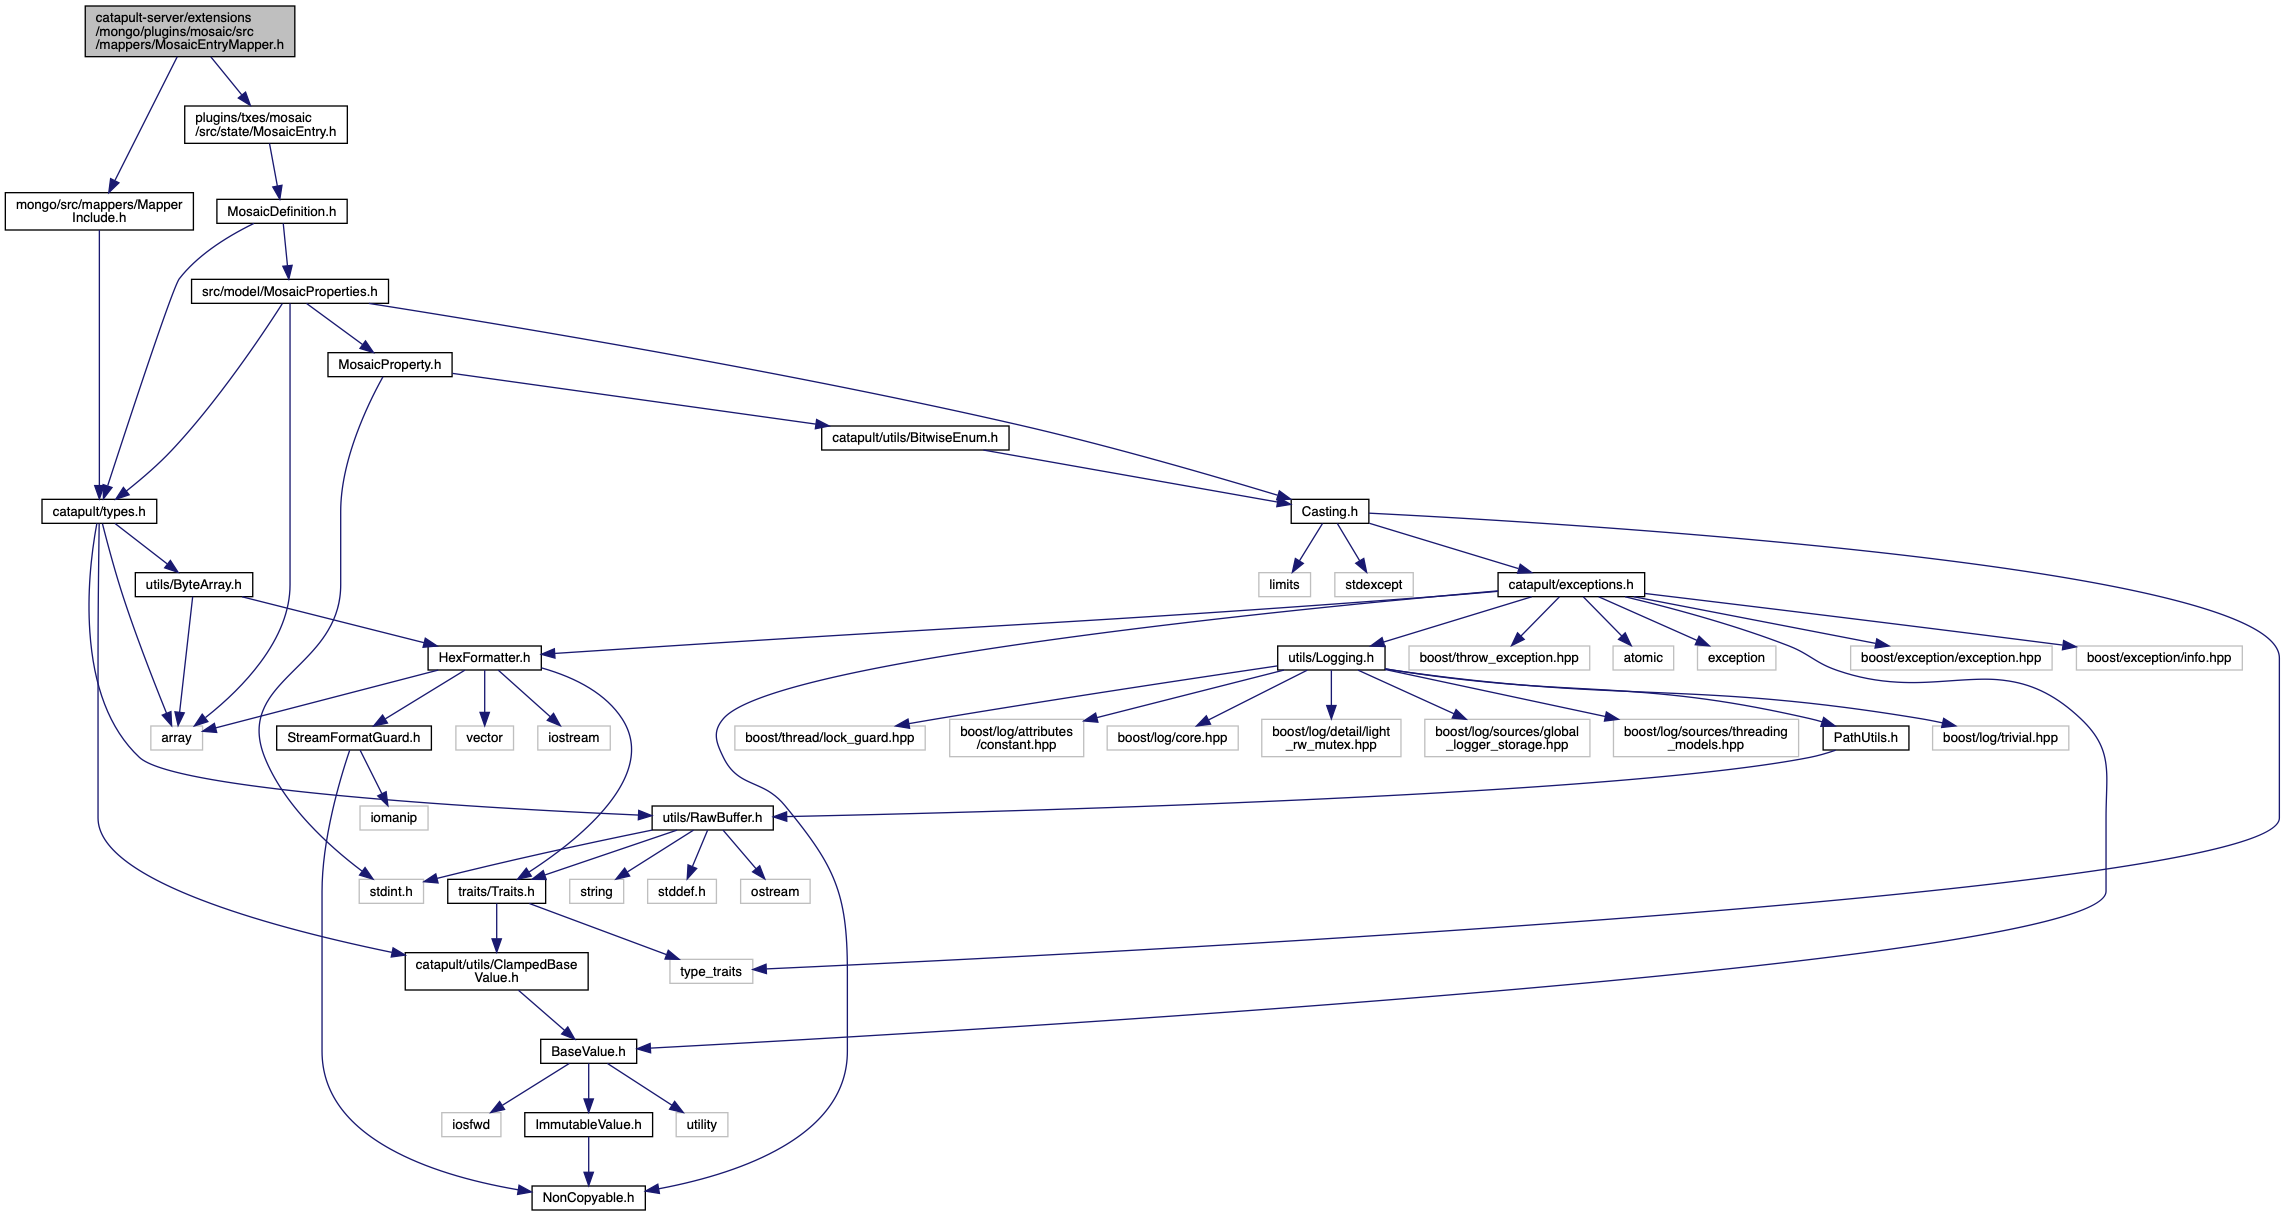 catapult-server/extensions
/mongo/plugins/mosaic/src
/mappers/MosaicEntryMapper.h
plugins/txes/mosaic
/src/state/MosaicEntry.h
mongo/src/mappers/Mapper
Include.h
MosaicDefinition.h
src/model/MosaicProperties.h
MosaicProperty.h
catapult/utils/BitwiseEnum.h
catapult/types.h
Casting.h
utils/ByteArray.h
limits
stdexcept
catapult/exceptions.h
HexFormatter.h
utils/Logging.h
boost/throw_exception.hpp
atomic
exception
boost/exception/exception.hpp
boost/exception/info.hpp
array
StreamFormatGuard.h
vector
iostream
boost/thread/lock_guard.hpp
boost/log/attributes
/constant.hpp
boost/log/core.hpp
boost/log/detail/light
_rw_mutex.hpp
boost/log/sources/global
_logger_storage.hpp
boost/log/sources/threading
_models.hpp
PathUtils.h
boost/log/trivial.hpp
iomanip
utils/RawBuffer.h
stdint.h
traits/Traits.h
string
stddef.h
ostream
catapult/utils/ClampedBase
Value.h
type_traits
BaseValue.h
iosfwd
ImmutableValue.h
utility
NonCopyable.h